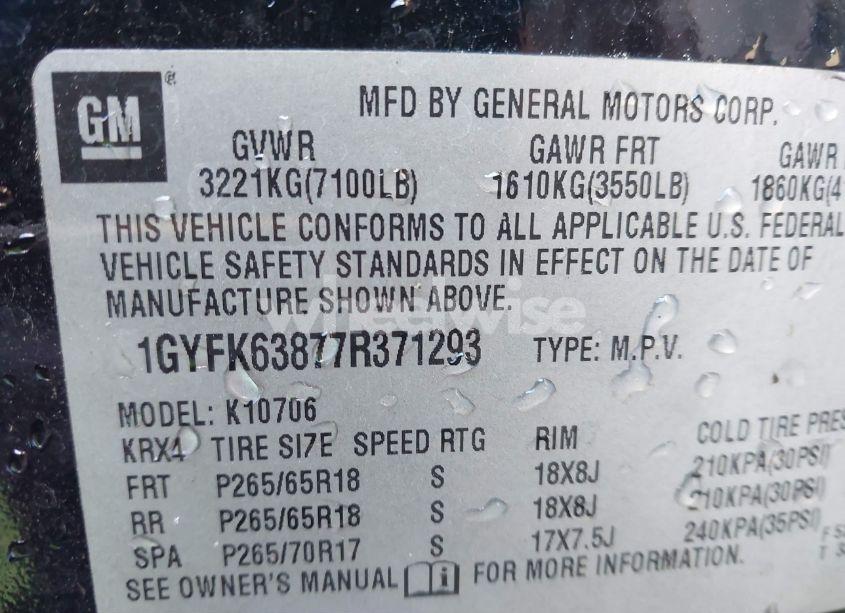 GM
MFD BY GENERAL MOTORS CORP.
GVWR GAWR FRT GAWR
3221KG(7100LB) 1610KG(3550LB) 1860KG(4
THIS VEHICLE CONFORMS TO ALL APPLICABLE U.S. FEDERAL
VEHICLE SAFETY STANDARDS IN EFFECT ON THE DATE OF
MANUFACTURE SHOWN ABOVE.
wheelwise
1GYFK63877R371293 TYPE: M.P.V.
MODEL: K10706
KRX4 TIRE SIZE SPEED RTG RIM COLD TIRE PRES
FRT P265/65R18 S 18X8J 210KPA(30PSI)
RR P265/65R18 S 18X8J 210KPA(30PSI)
SPA P265/70R17 S 17X7.5J 240KPA(35PSI)
SEE OWNER'S MANUAL FOR MORE INFORMATION.